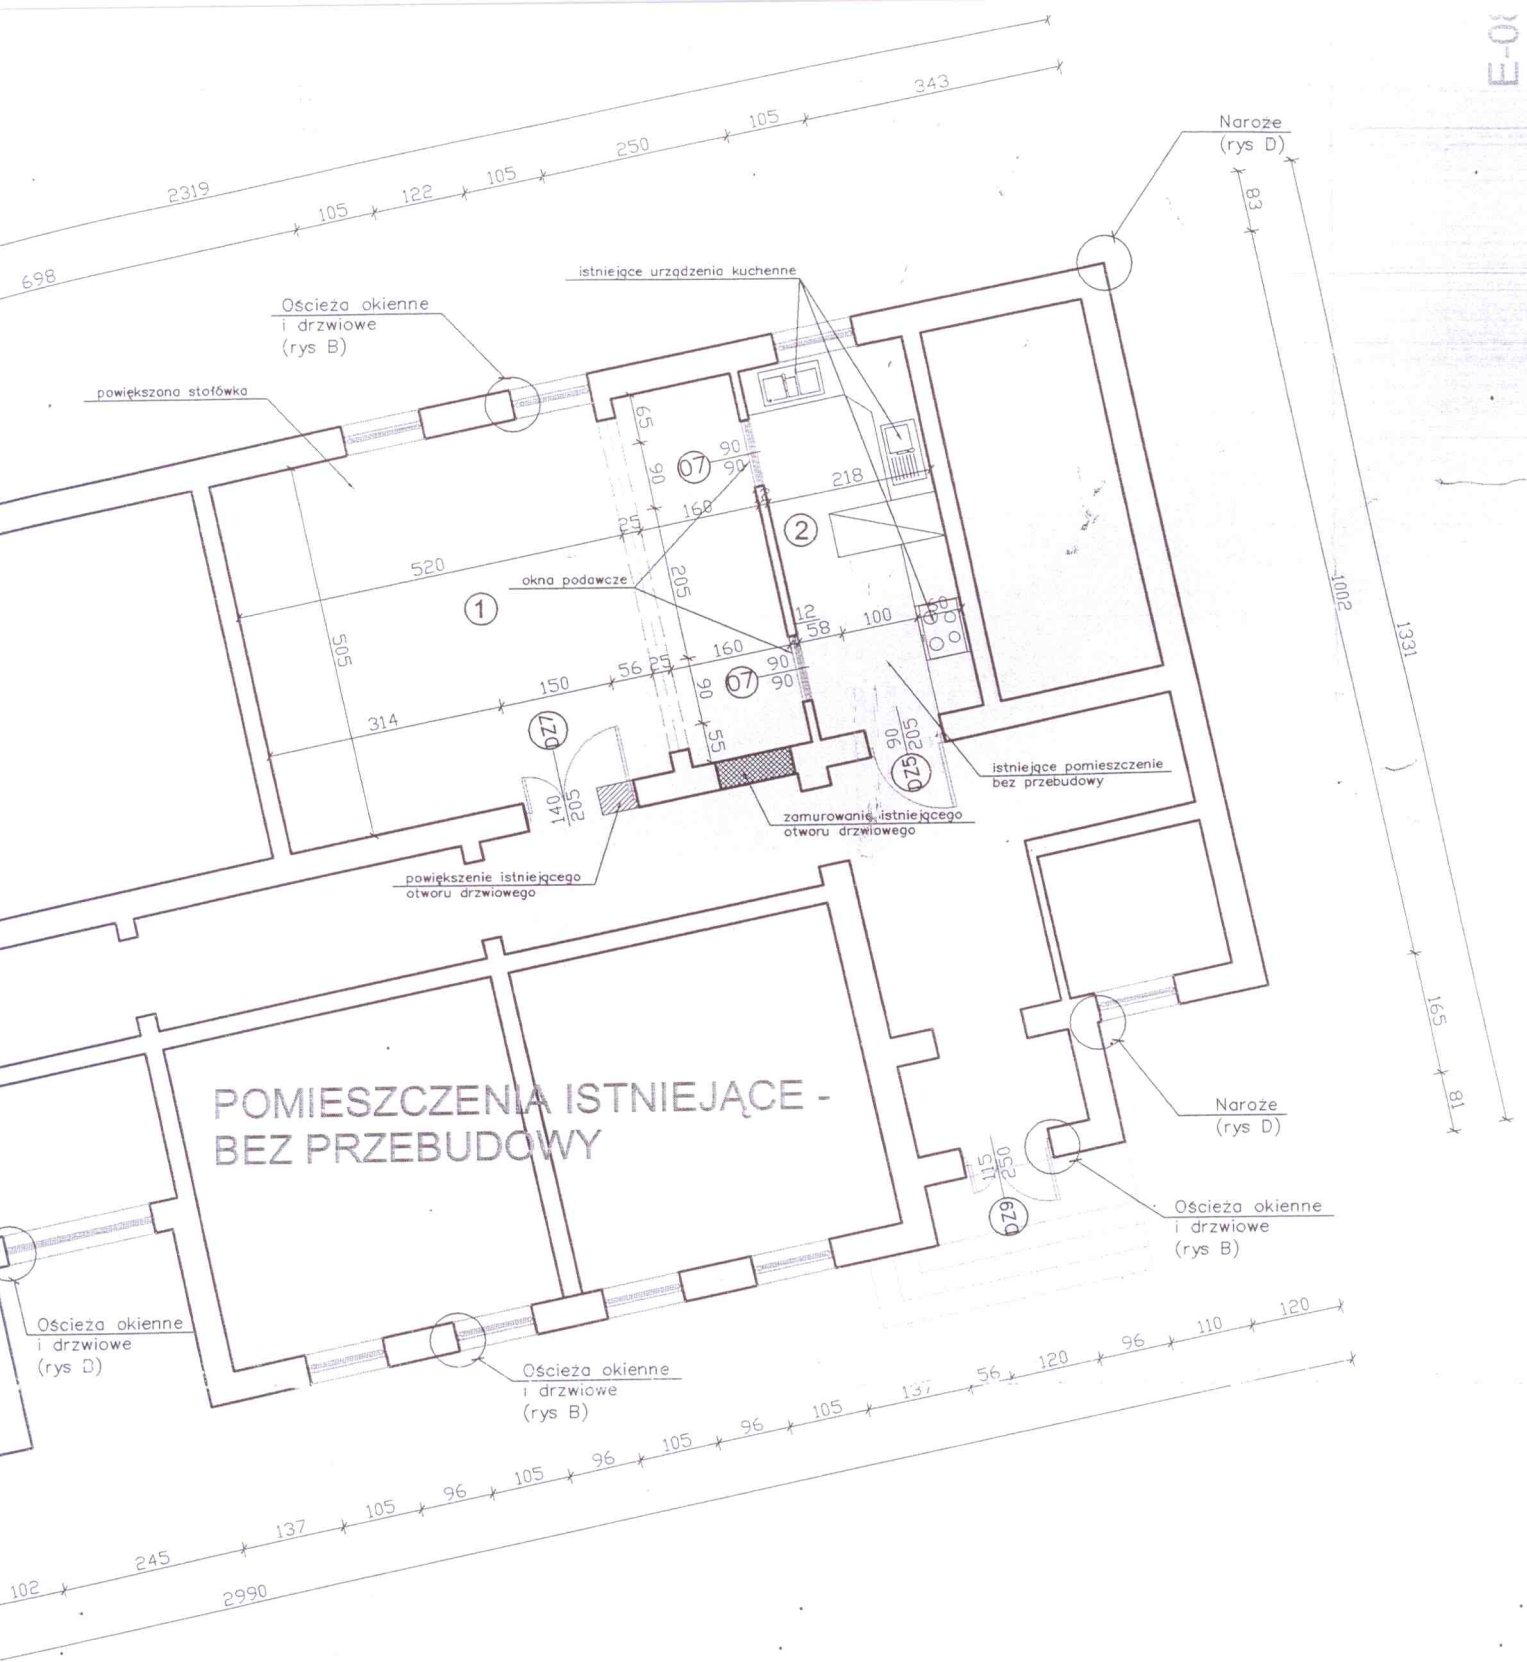 E-0
2319
343
105
250
105
122
105
698
Naroże
(rys D)
83
istniejące urządzenia kuchenne
Ościeża okienne
i drzwiowe
(rys B)
powiększona stołówka
65
90
07
90
90
218
2
160
25
520
okna podawcze
205
1
505
12
58
100
60
160
56
25
07
90
90
90
55
150
314
DZ7
140
205
DZ5
90
205
1002
1331
istniejące pomieszczenie
bez przebudowy
zamurowanie istniejącego
otworu drzwiowego
powiększenie istniejącego
otworu drzwiowego
165
81
POMIESZCZENIA ISTNIEJĄCE -
BEZ PRZEBUDOWY
Naroże
(rys D)
115
250
DZ9
Ościeża okienne
i drzwiowe
(rys B)
Ościeża okienne
i drzwiowe
(rys
Ościeża okienne
i drzwiowe
(rys B)
120
110
96
120
56
137
105
96
105
96
105
96
105
137
245
102
2990